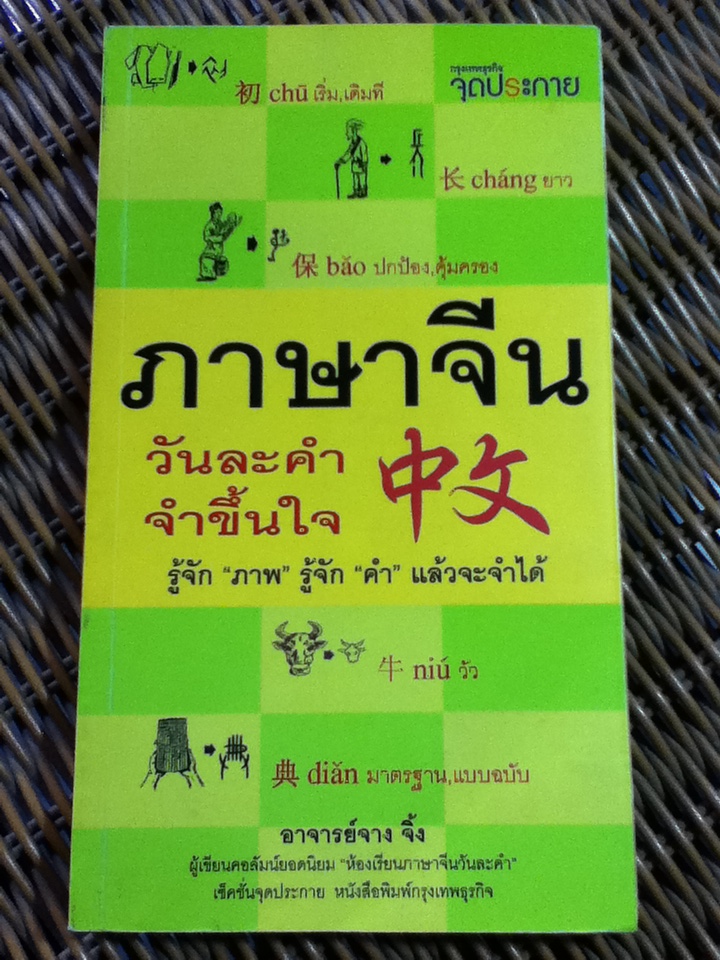 กรุงเทพธุรกิจ
จุดประกาย
初 chū เริ่ม,เดิมที
长 cháng ยาว
保 bǎo ปกป้อง,คุ้มครอง
ภาษาจีน
วันละคำ
จำขึ้นใจ
中文
รู้จัก "ภาพ" รู้จัก "คำ" แล้วจะจำได้
牛 niú วัว
典 diǎn มาตรฐาน,แบบฉบับ
อาจารย์จาง จิ้ง
ผู้เขียนคอลัมน์ยอดนิยม "ห้องเรียนภาษาจีนวันละคำ"
เซ็คชั่นจุดประกาย หนังสือพิมพ์กรุงเทพธุรกิจ